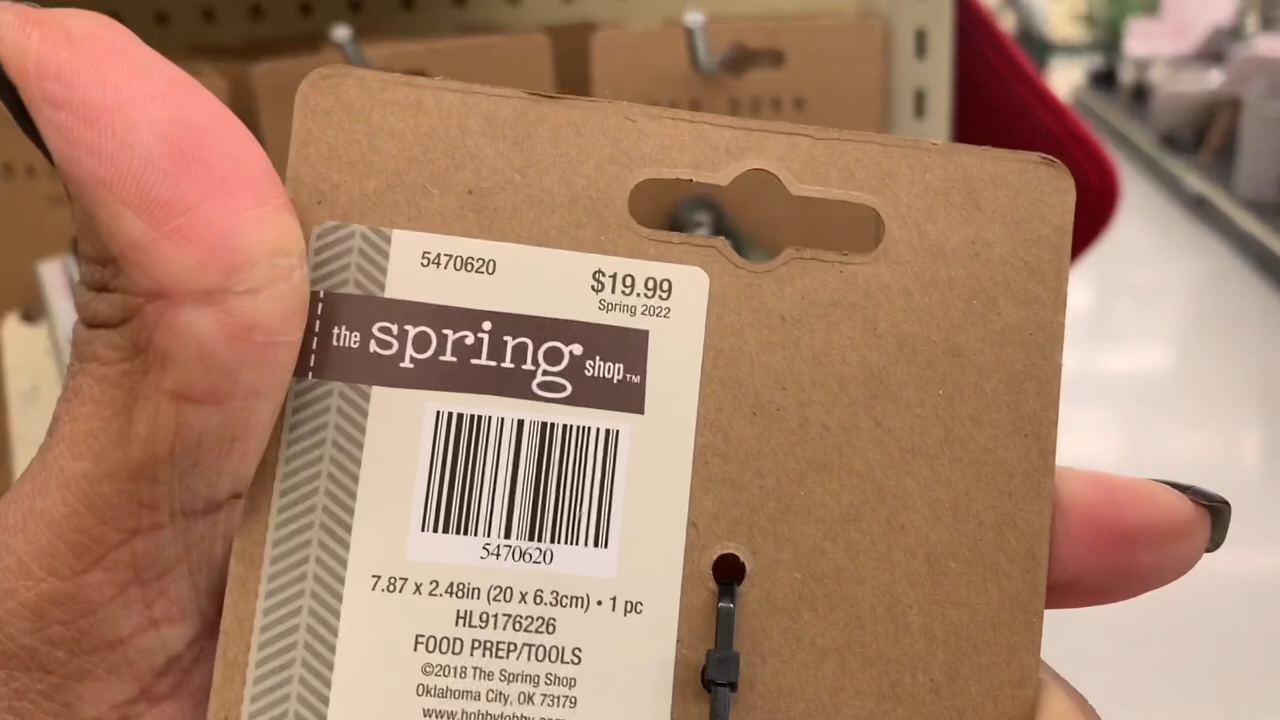 5470620
$19.99
Spring 2022
the spring shop™
5470620
7.87 x 2.48in (20 x 6.3cm) • 1 pc
HL9176226
FOOD PREP/TOOLS
©2018 The Spring Shop
Oklahoma City, OK 73179